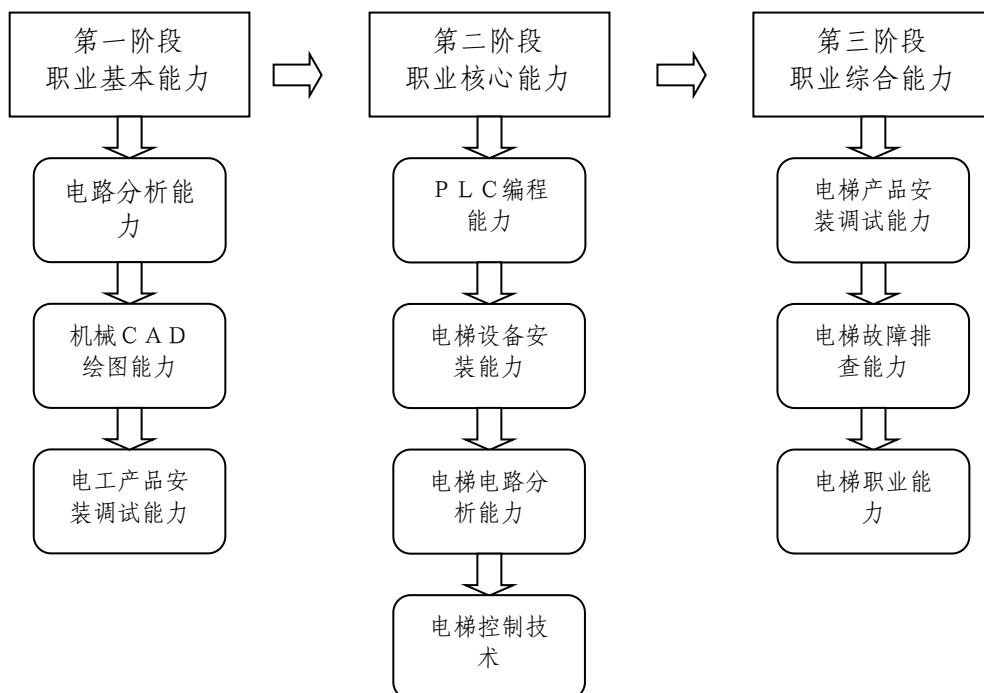 第一阶段
职业基本能力
第二阶段
职业核心能力
第三阶段
职业综合能力
电路分析能
力
PLC编程
能力
电梯产品安
装调试能力
机械CAD
绘图能力
电梯设备安
装能力
电梯故障排
查能力
电工产品安
装调试能力
电梯电路分
析能力
电梯职业能
力
电梯控制技
术